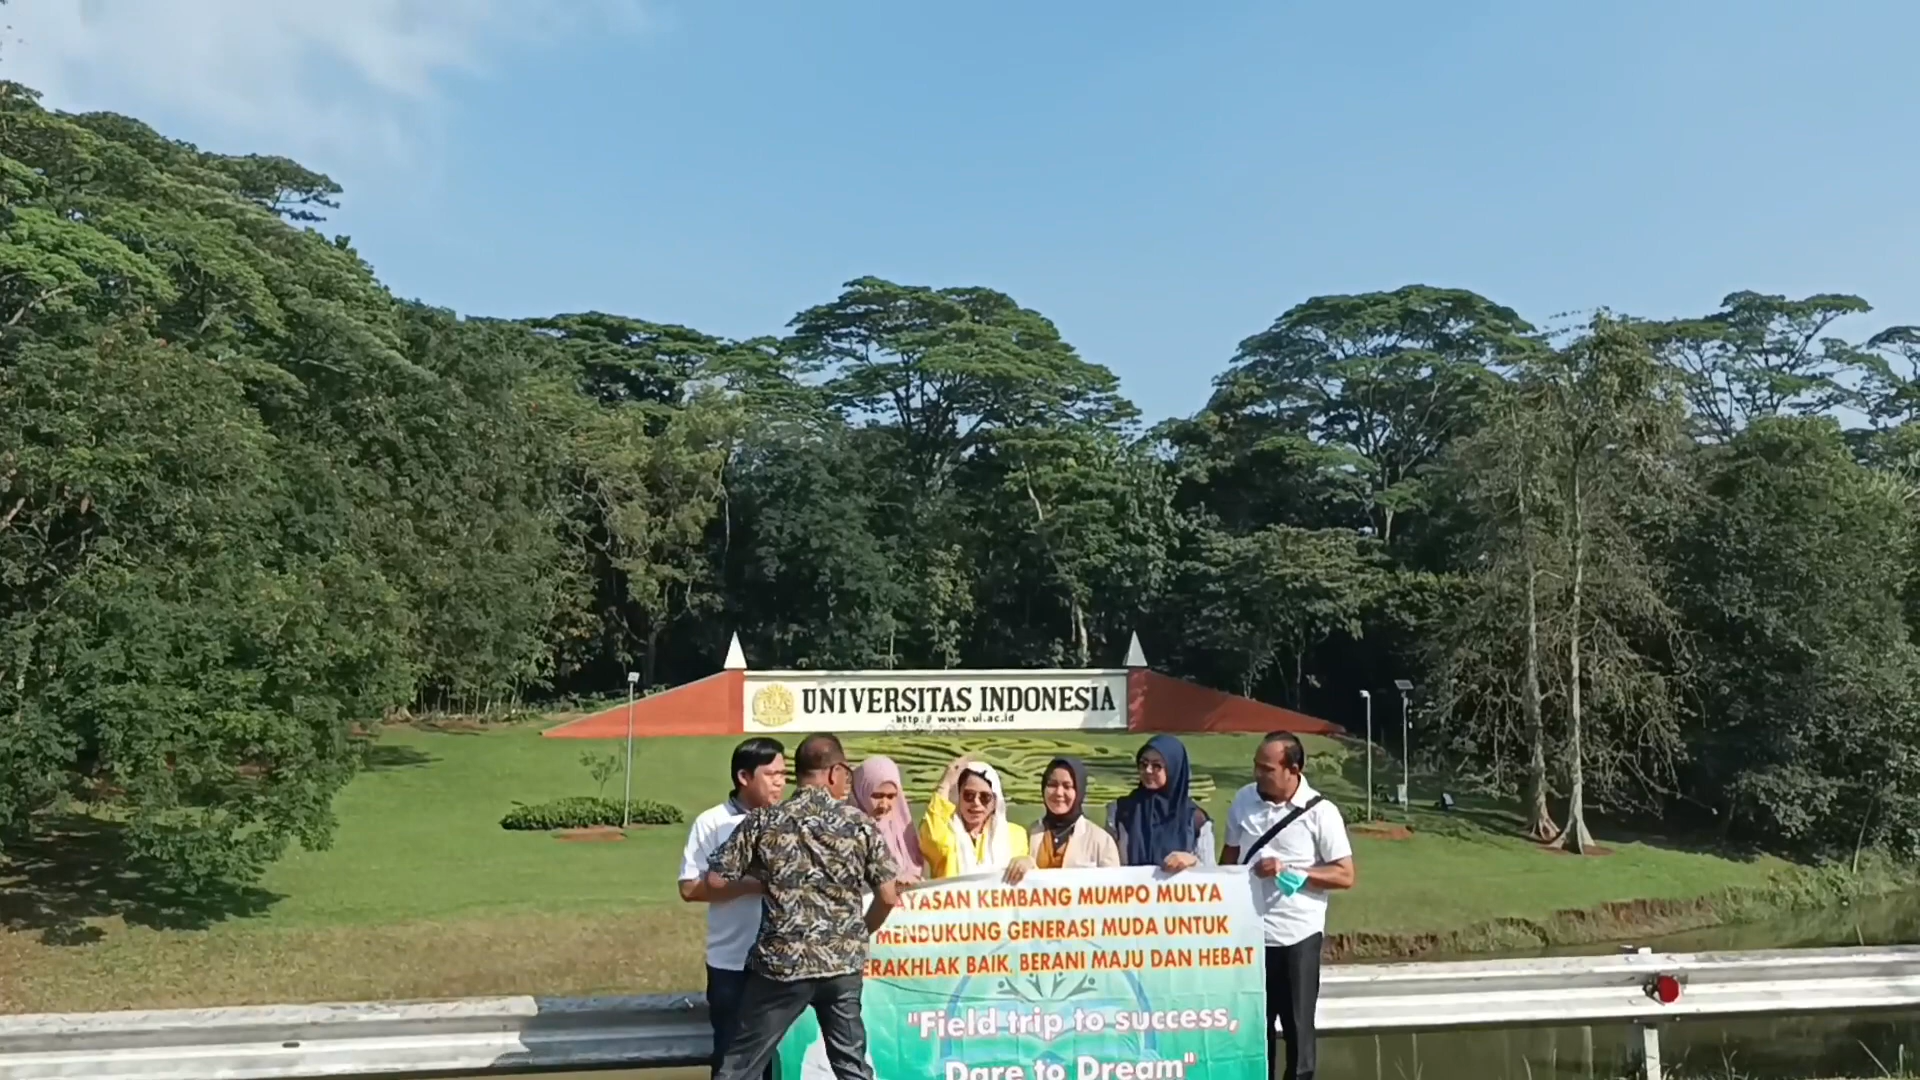 UNIVERSITAS INDONESIA
http:// www.ui.ac.id
AYASAN KEMBANG MUMPO MULYA
MENDUKUNG GENERASI MUDA UNTUK
ERAKHLAK BAIK, BERANI MAJU DAN HEBAT
"Field trip to success,
Dare to Dream"